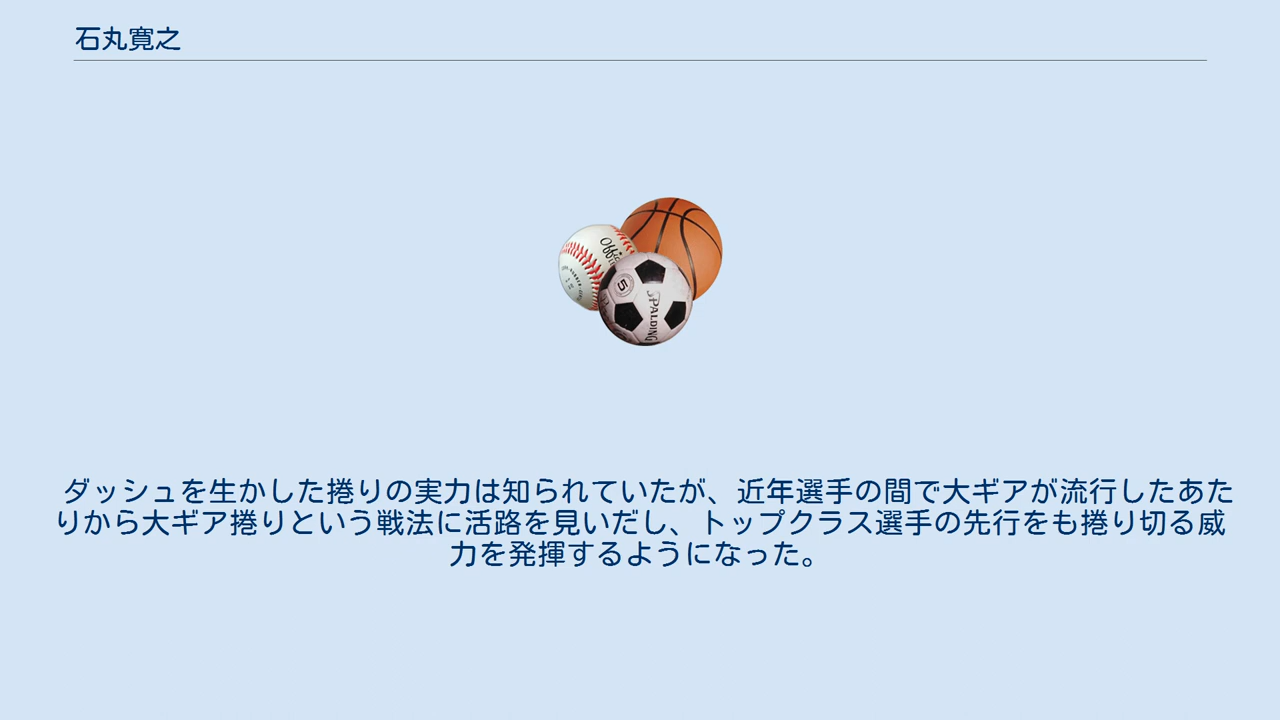 石丸寛之
Offic
5
SPALDING
ダッシュを生かした捲りの実力は知られていたが、近年選手の間で大ギアが流行したあた
りから大ギア捲りという戦法に活路を見いだし、トップクラス選手の先行をも捲り切る威
力を発揮するようになった。